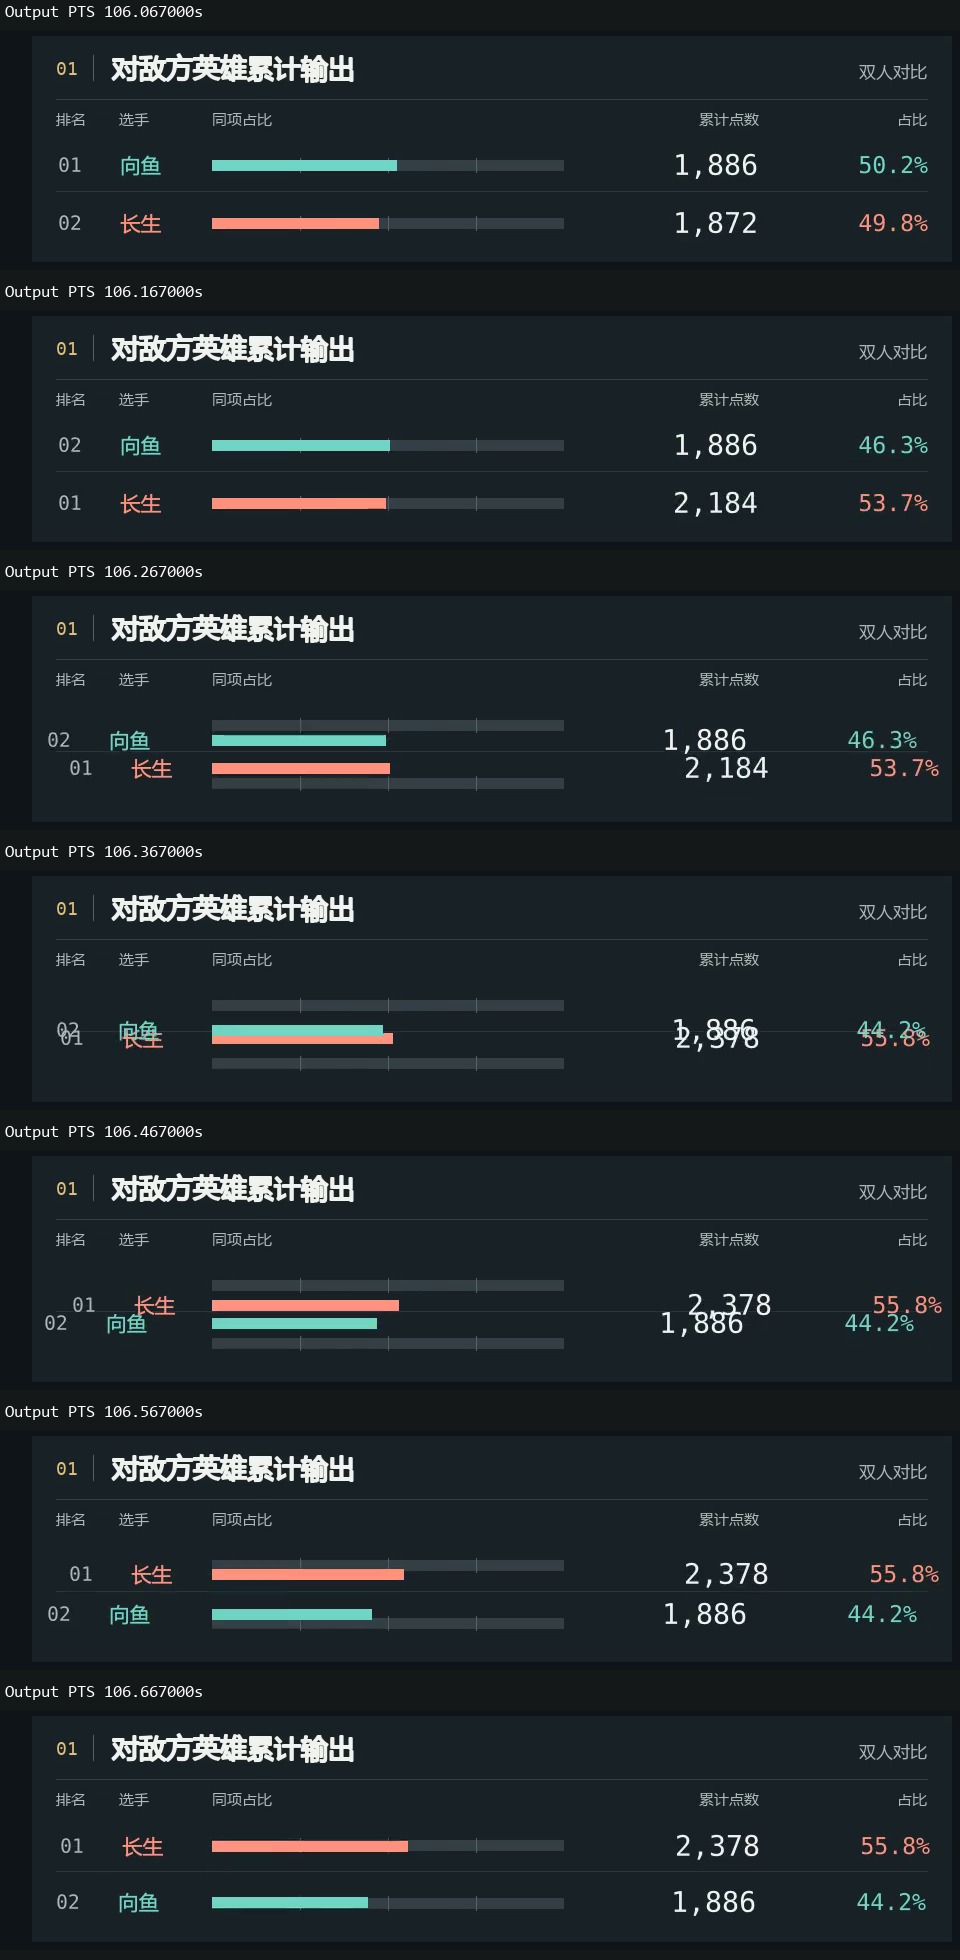 Output PTS 106.067000s
01 对敌方英雄累计输出 双人对比
排名 选手 同项占比 累计点数 占比
01 向鱼 1,886 50.2%
02 长生 1,872 49.8%
Output PTS 106.167000s
01 对敌方英雄累计输出 双人对比
排名 选手 同项占比 累计点数 占比
02 向鱼 1,886 46.3%
01 长生 2,184 53.7%
Output PTS 106.267000s
01 对敌方英雄累计输出 双人对比
排名 选手 同项占比 累计点数 占比
02 向鱼 1,886 46.3%
01 长生 2,184 53.7%
Output PTS 106.367000s
01 对敌方英雄累计输出 双人对比
排名 选手 同项占比 累计点数 占比
02 向鱼 1,886 44.2%
01 长生 2,378 55.8%
Output PTS 106.467000s
01 对敌方英雄累计输出 双人对比
排名 选手 同项占比 累计点数 占比
01 长生 2,378 55.8%
02 向鱼 1,886 44.2%
Output PTS 106.567000s
01 对敌方英雄累计输出 双人对比
排名 选手 同项占比 累计点数 占比
01 长生 2,378 55.8%
02 向鱼 1,886 44.2%
Output PTS 106.667000s
01 对敌方英雄累计输出 双人对比
排名 选手 同项占比 累计点数 占比
01 长生 2,378 55.8%
02 向鱼 1,886 44.2%